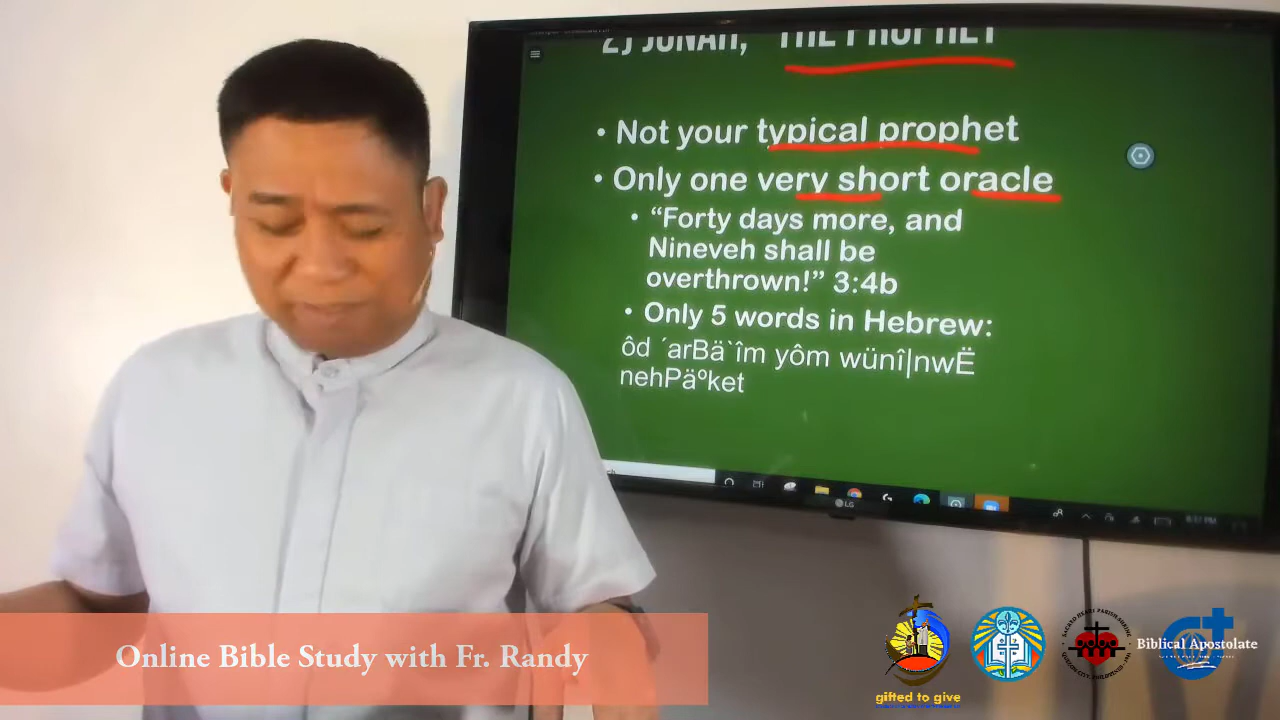 2) JONAH, "THE PROPHET
• Not your typical prophet
• Only one very short oracle
• “Forty days more, and
Nineveh shall be
overthrown!” 3:4b
• Only 5 words in Hebrew:
ôd ´arBä`îm yôm wünî|nwË
nehPäºket
LG
Online Bible Study with Fr. Randy
gifted to give
Biblical Apostolate